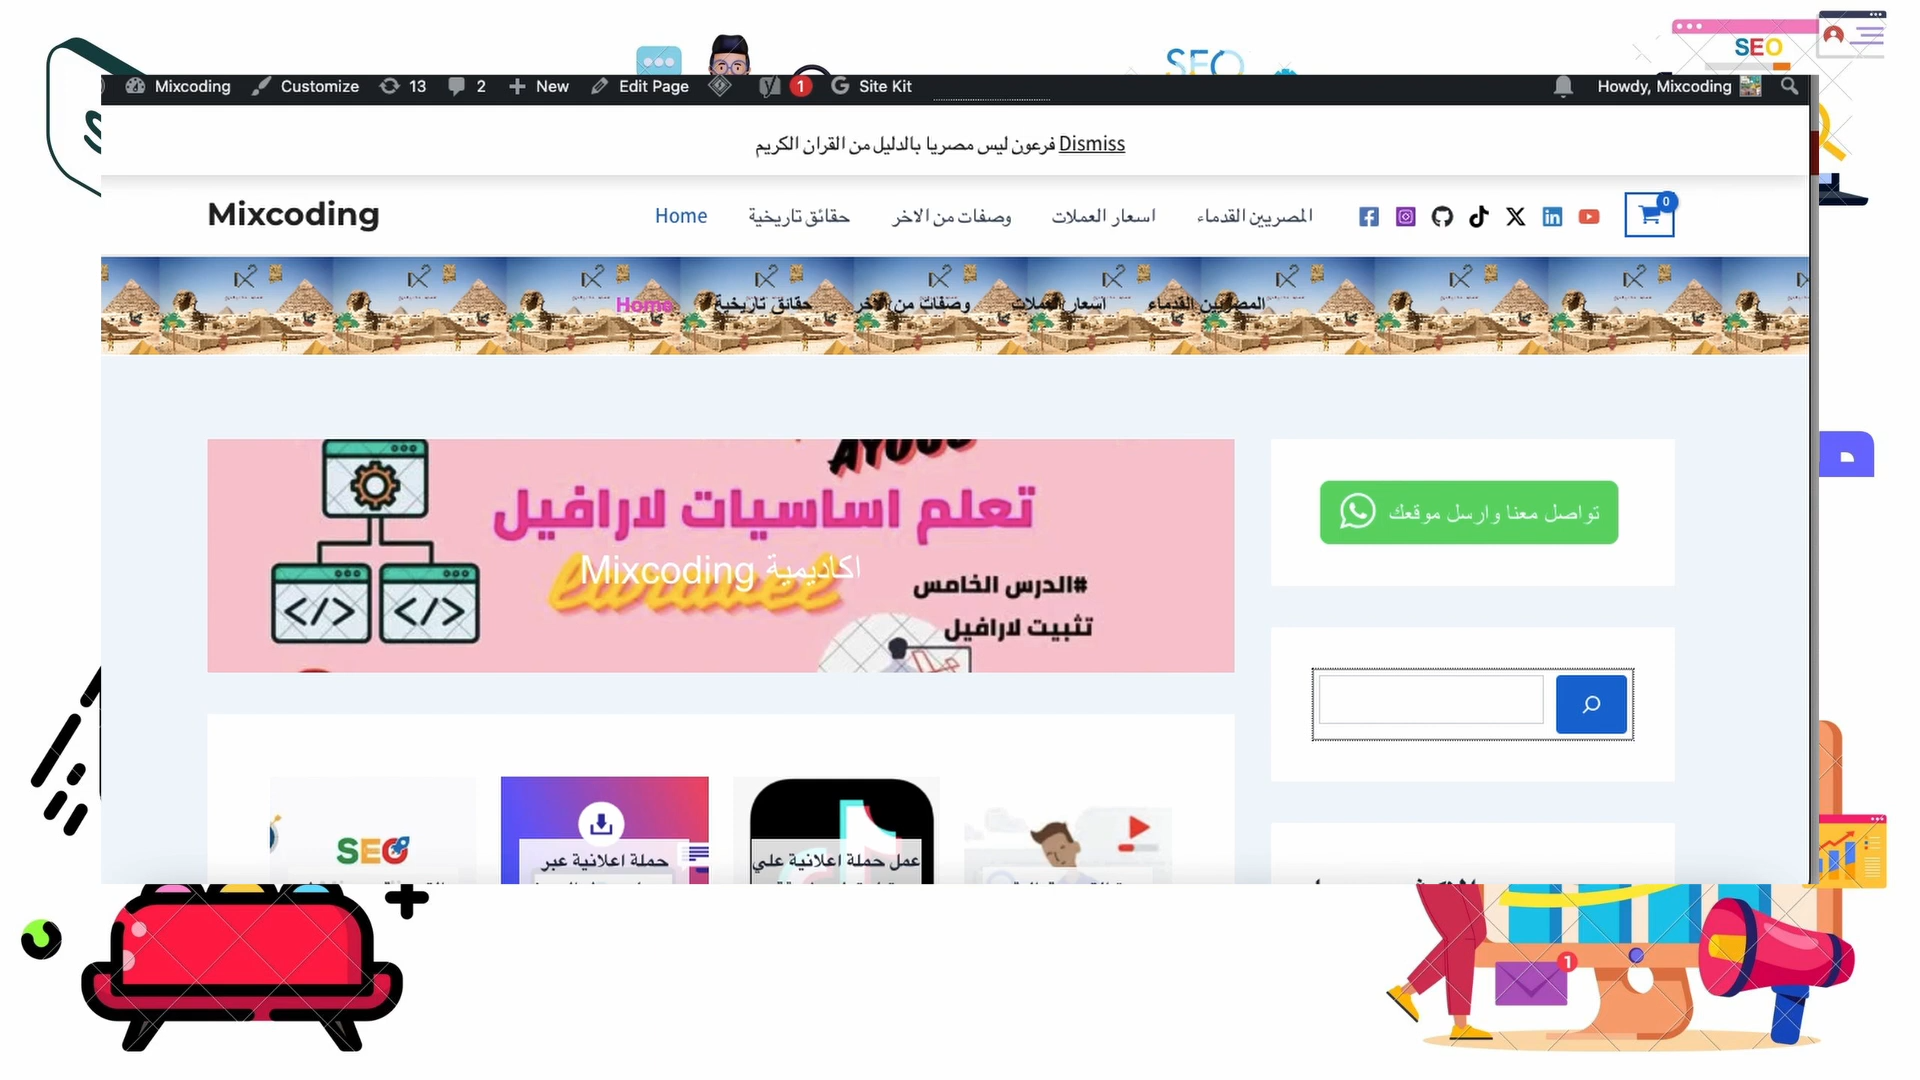 SEO
SEO
Mixcoding Customize 13 2 New Edit Page 1 Site Kit Howdy, Mixcoding
فرعون ليس مصريا بالدليل من القران الكريم Dismiss
Mixcoding Home حقائق تاريخية وصفات من الاخر اسعار العملات المصريين القدماء 0
Home حقائق تاريخية وصفات من الاخر اسعار العملات المصريين القدماء
تعلم اساسيات لارافيل
اكاديمية Mixcoding
#الدرس الخامس
تثبيت لارافيل
تواصل معنا وارسل موقعك
SEO
حملة اعلانية عبر
عمل حملة اعلانية علي
1